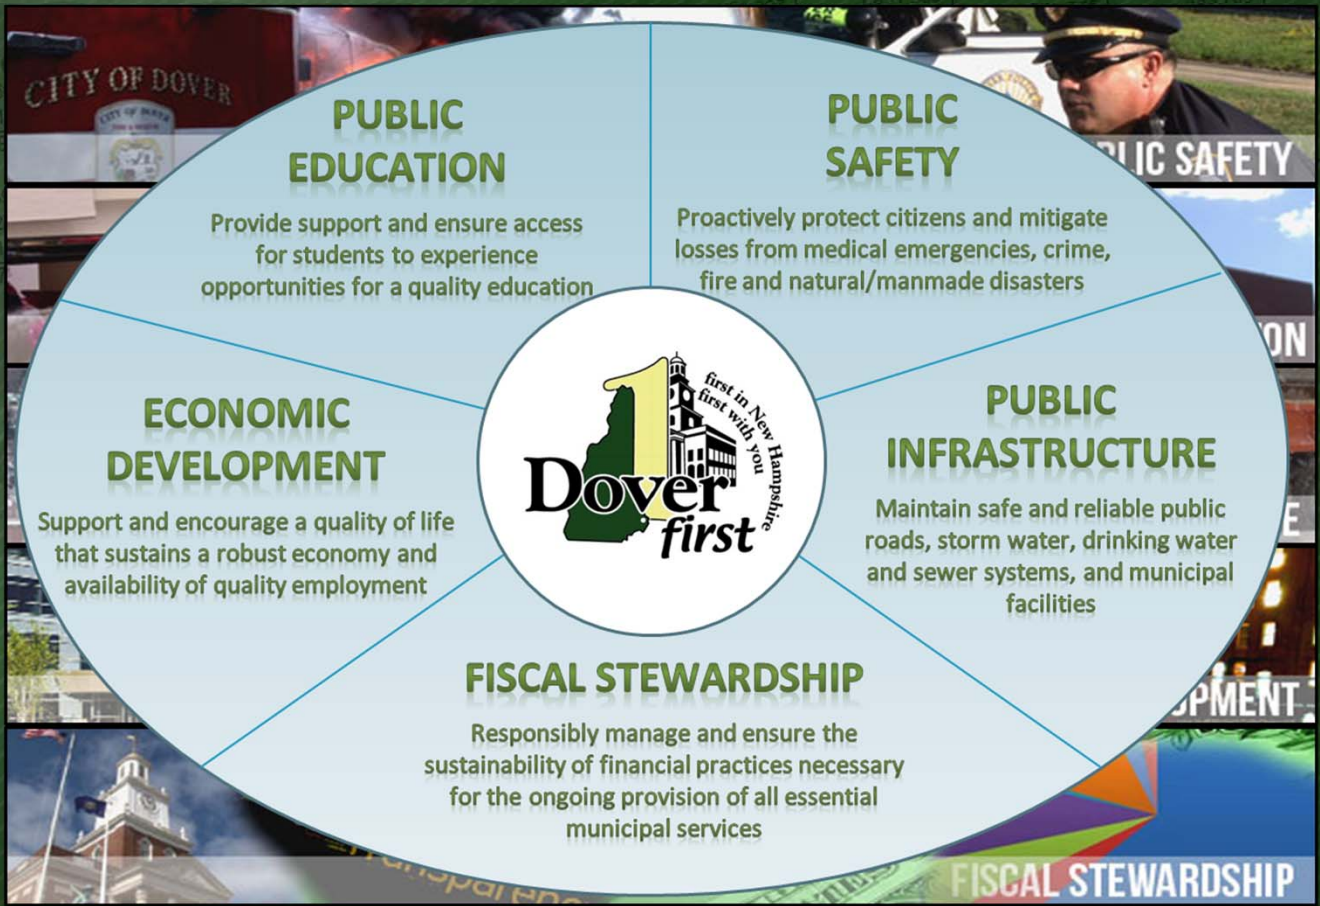 CITY OF DOVER
CITY OF DOVER
PUBLIC
EDUCATION
Provide support and ensure access
for students to experience
opportunities for a quality education
PUBLIC
SAFETY
Proactively protect citizens and mitigate
losses from medical emergencies, crime,
fire and natural/manmade disasters
LIC SAFETY
ON
ECONOMIC
DEVELOPMENT
Support and encourage a quality of life
that sustains a robust economy and
availability of quality employment
1
first in New Hampshire
first with you
Dover
first
PUBLIC
INFRASTRUCTURE
Maintain safe and reliable public
roads, storm water, drinking water
and sewer systems, and municipal
facilities
E
OPMENT
FISCAL STEWARDSHIP
Responsibly manage and ensure the
sustainability of financial practices necessary
for the ongoing provision of all essential
municipal services
FISCAL STEWARDSHIP